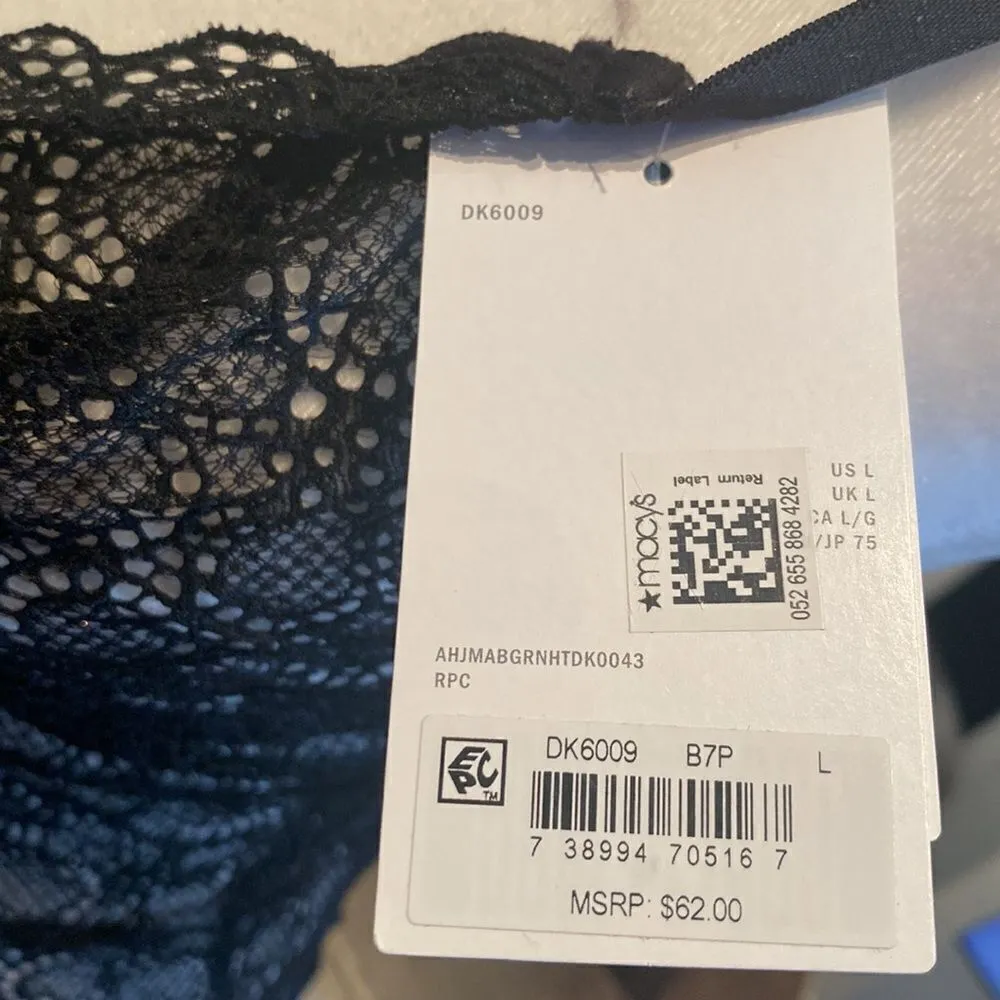 DK6009
US L
UK L
CA L/G
/JP 75
Return Label
★macy's
052 655 868 4282
AHJMABGRNHTDK0043
RPC
EPC
TM
DK6009 B7P L
7 38994 70516 7
MSRP: $62.00